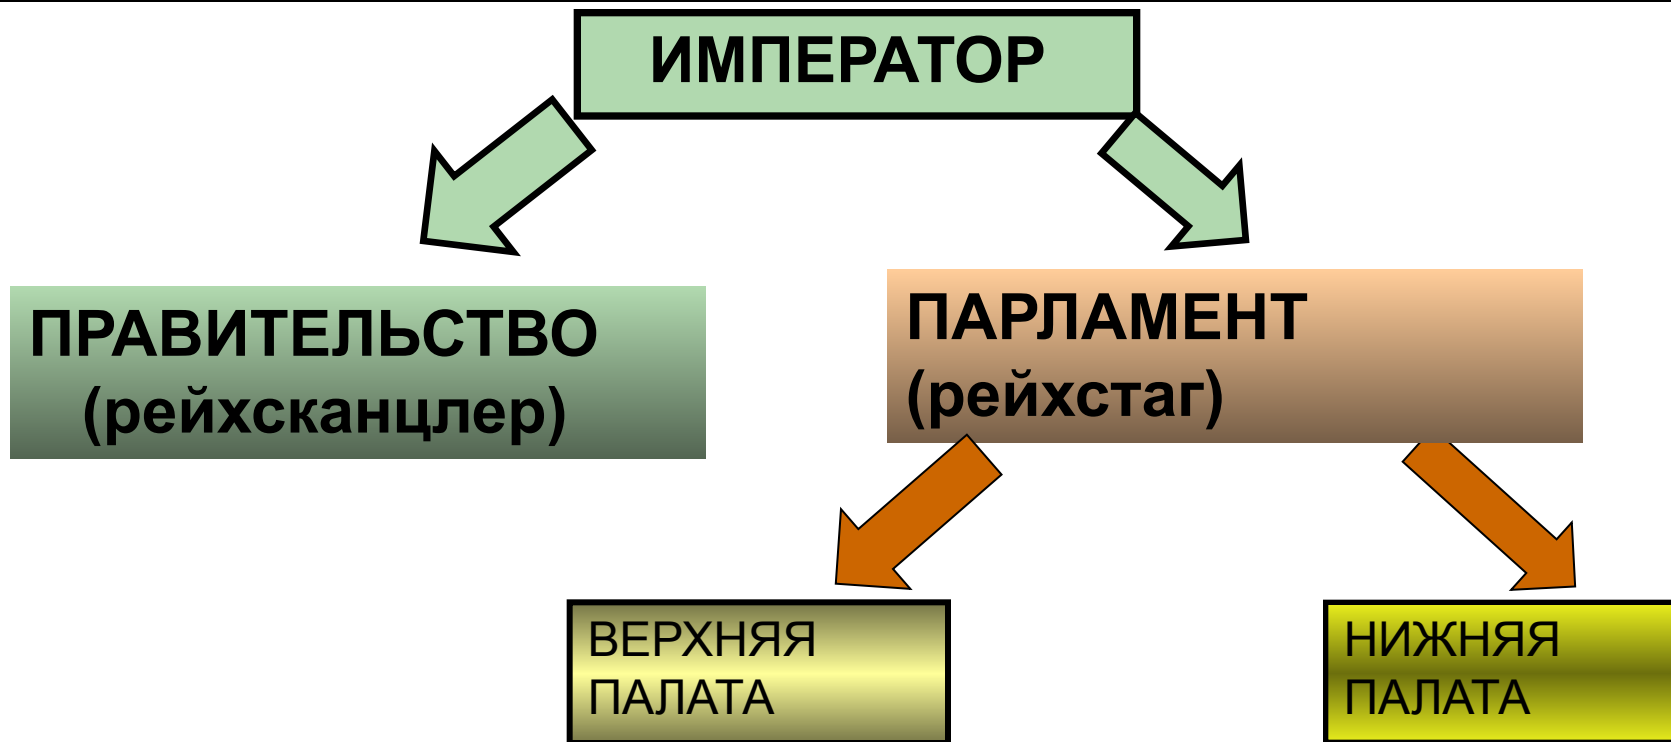 ИМПЕРАТОР
ПРАВИТЕЛЬСТВО
(рейхсканцлер)
ПАРЛАМЕНТ
(рейхстаг)
ВЕРХНЯЯ
ПАЛАТА
НИЖНЯЯ
ПАЛАТА